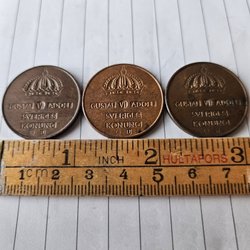 GUSTAF VI ADOLF
SVERIGES
KONUNG
GUSTAF VI ADOLF
SVERIGES
KONUNG
GUSTAF VI ADOLF
SVERIGES
KONUNG
1 INCH 2 HULTAFORS 3
cm 2 3 4 5 6 7